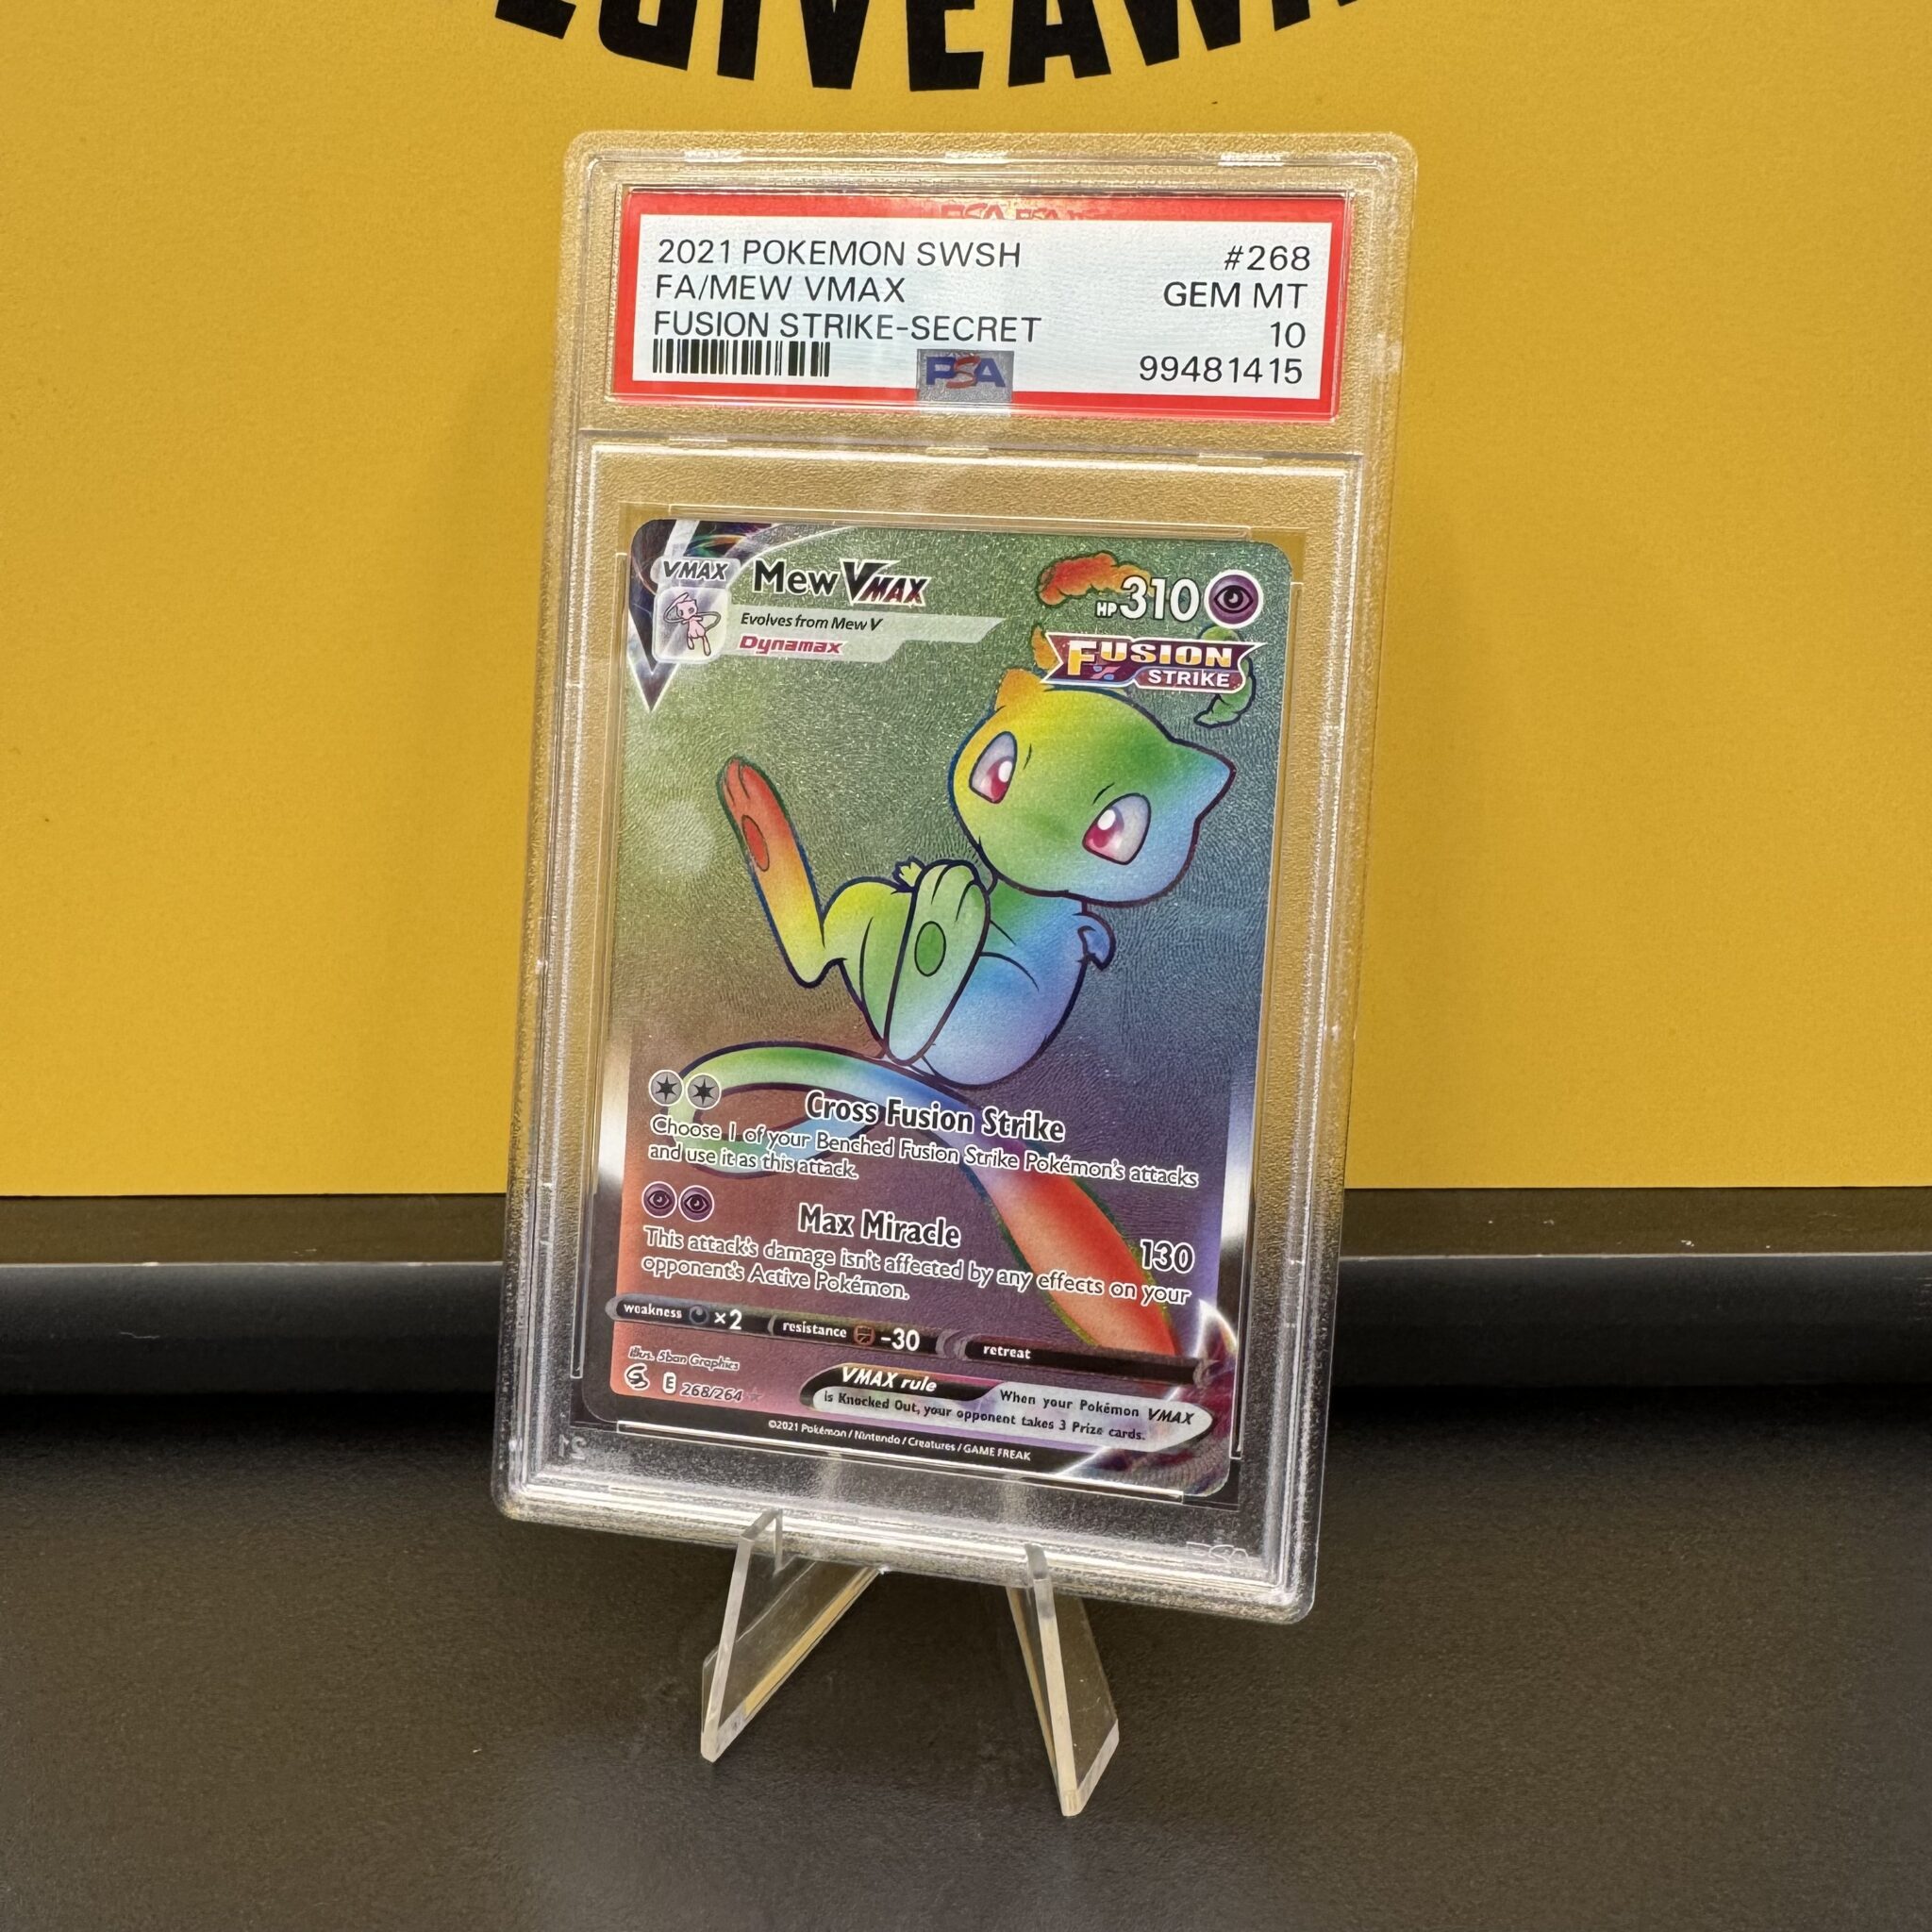 GIVEAW
2021 POKEMON SWSH #268
FA/MEW VMAX GEM MT
FUSION STRIKE-SECRET 10
PSA 99481415
VMAX Mew VMAX HP 310
Evolves from Mew V
Dynamax
FUSION
STRIKE
Cross Fusion Strike
Choose 1 of your Benched Fusion Strike Pokémon's attacks
and use it as this attack.
Max Miracle 130
This attack's damage isn't affected by any effects on your
opponent's Active Pokémon.
weakness ×2 resistance -30 retreat
Illus. 5ban Graphics
E 268/264
VMAX rule When your Pokémon VMAX
is Knocked Out, your opponent takes 3 Prize cards.
©2021 Pokémon / Nintendo / Creatures / GAME FREAK